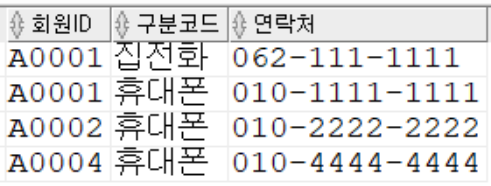 회원ID 구분코드 연락처
A0001 집전화 062-111-1111
A0001 휴대폰 010-1111-1111
A0002 휴대폰 010-2222-2222
A0004 휴대폰 010-4444-4444